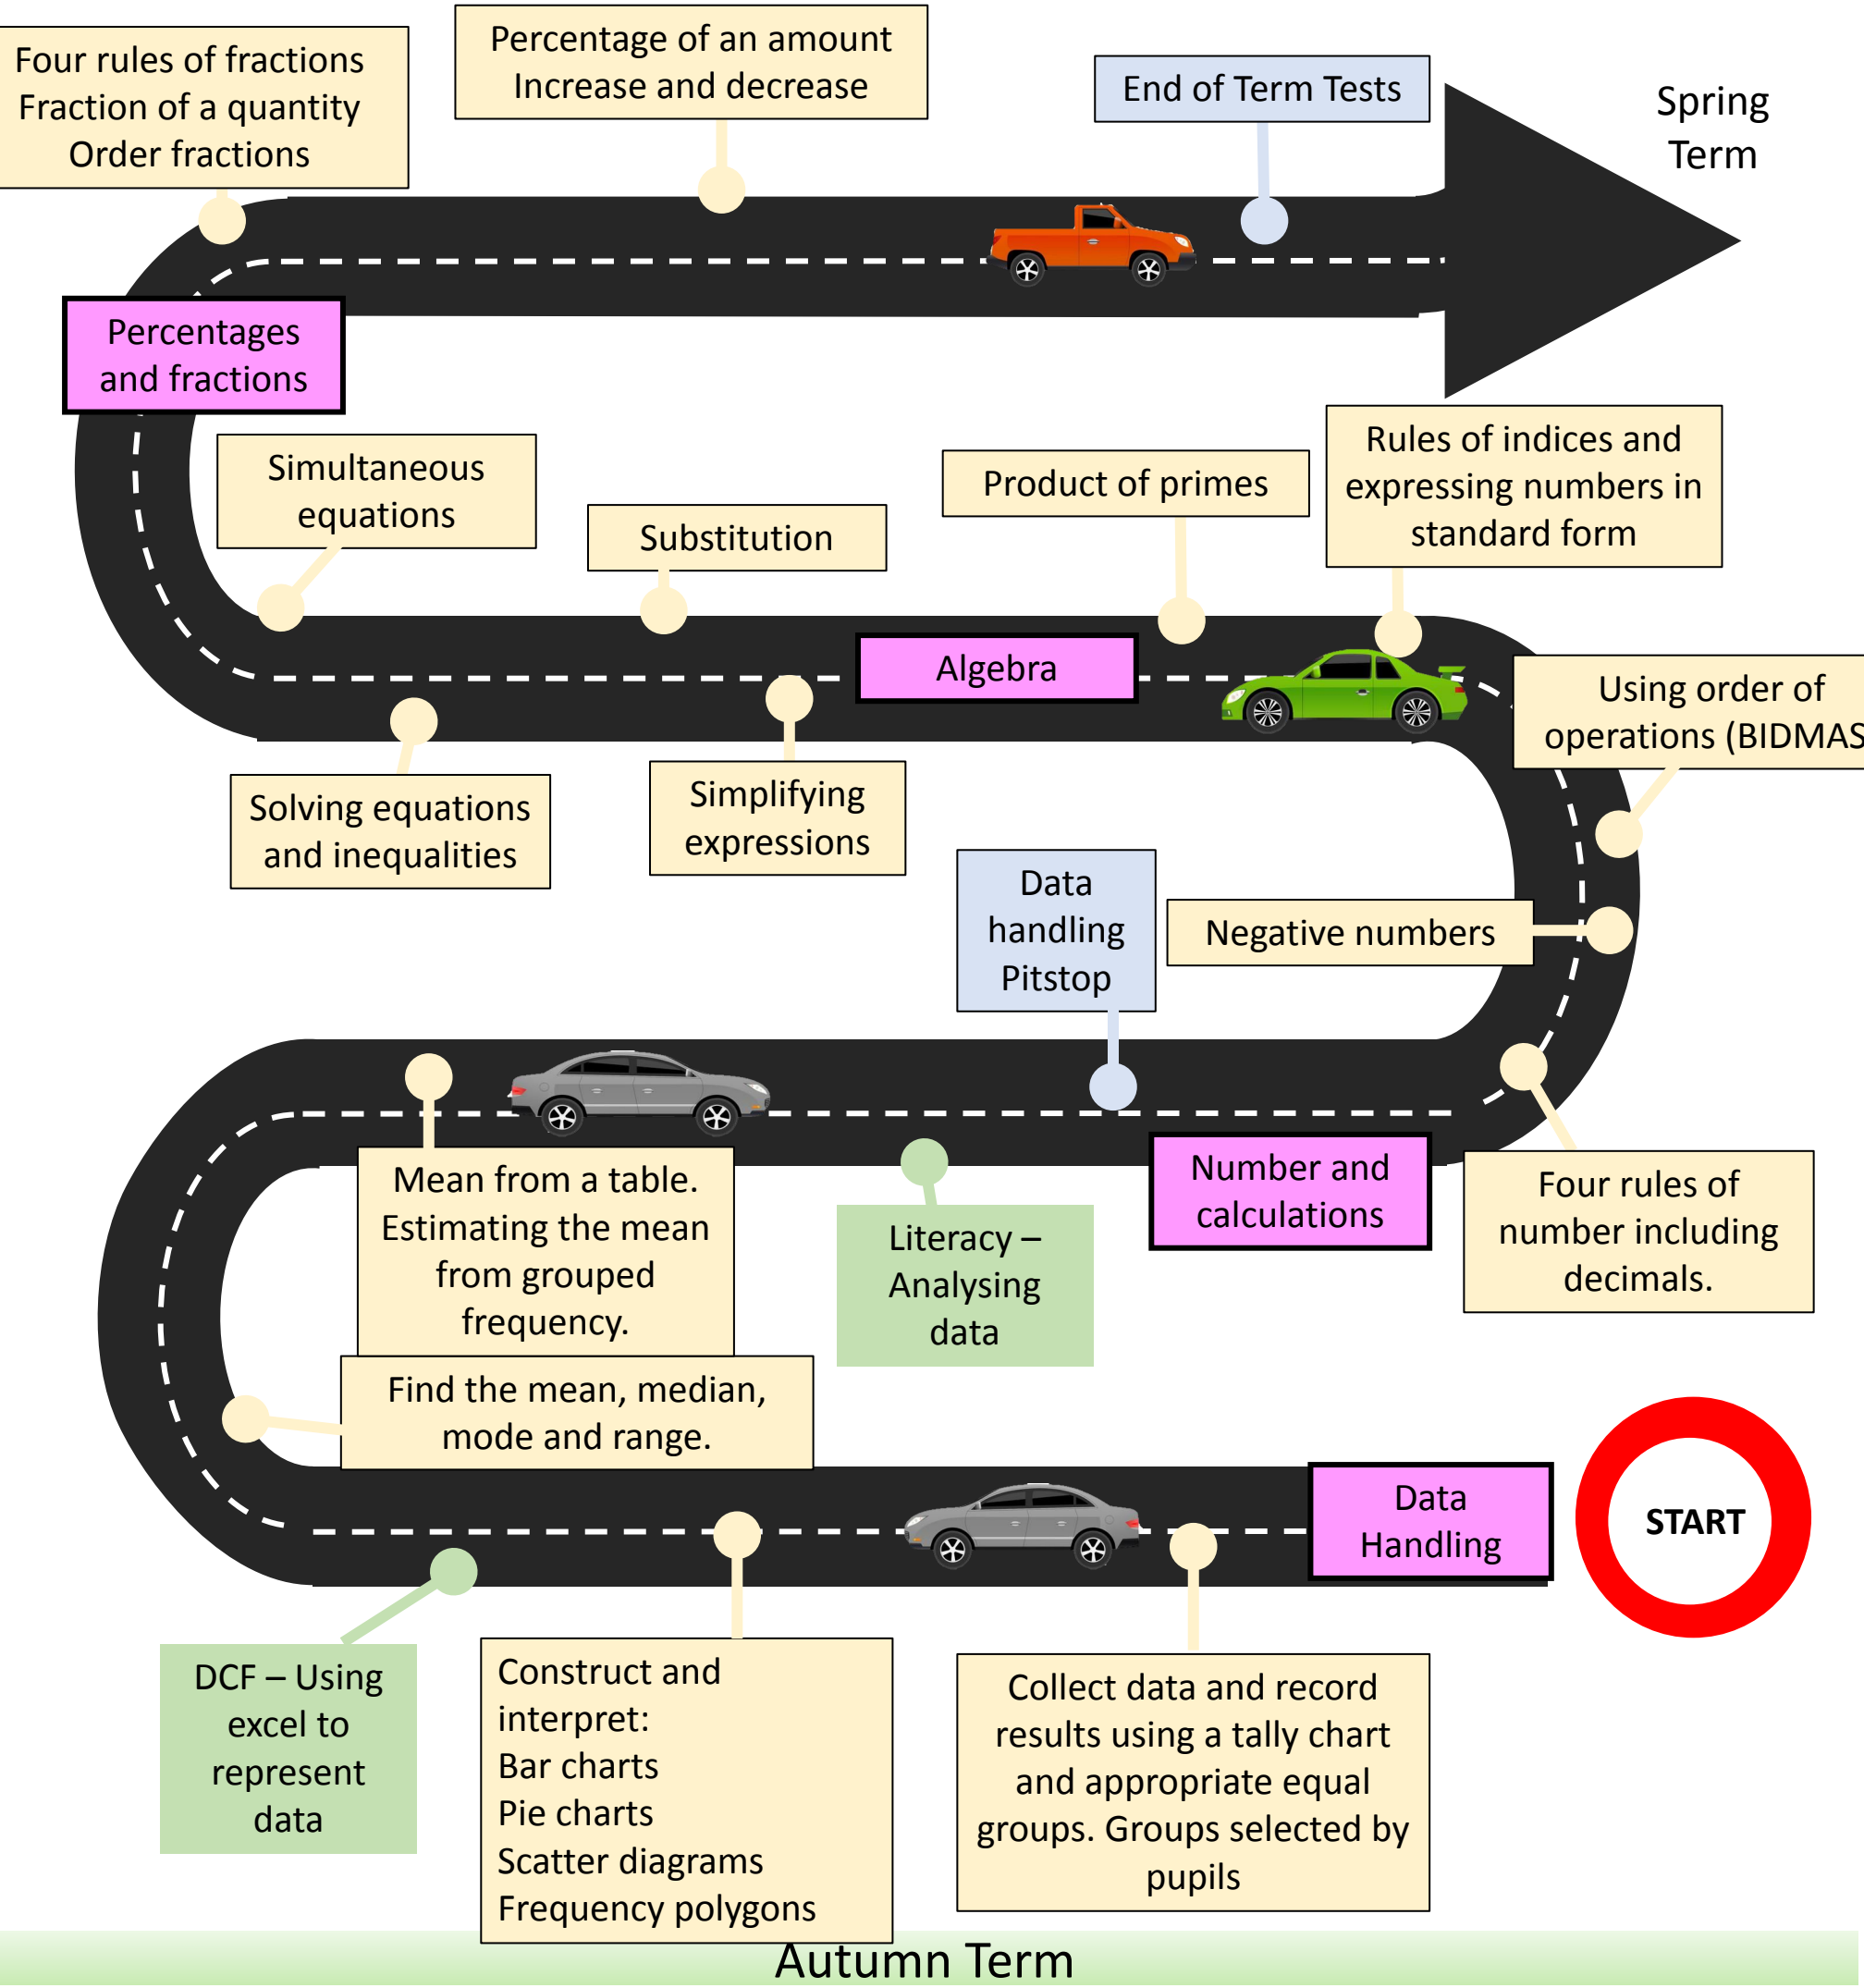 Four rules of fractions
Fraction of a quantity
Order fractions
Percentage of an amount
Increase and decrease
End of Term Tests
Spring
Term
Percentages
and fractions
Simultaneous
equations
Substitution
Product of primes
Rules of indices and
expressing numbers in
standard form
Algebra
Using order of
operations (BIDMAS
Solving equations
and inequalities
Simplifying
expressions
Data
handling
Pitstop
Negative numbers
Mean from a table.
Estimating the mean
from grouped
frequency.
Literacy –
Analysing
data
Number and
calculations
Four rules of
number including
decimals.
Find the mean, median,
mode and range.
Data
Handling
START
DCF – Using
excel to
represent
data
Construct and
interpret:
Bar charts
Pie charts
Scatter diagrams
Frequency polygons
Collect data and record
results using a tally chart
and appropriate equal
groups. Groups selected by
pupils
Autumn Term